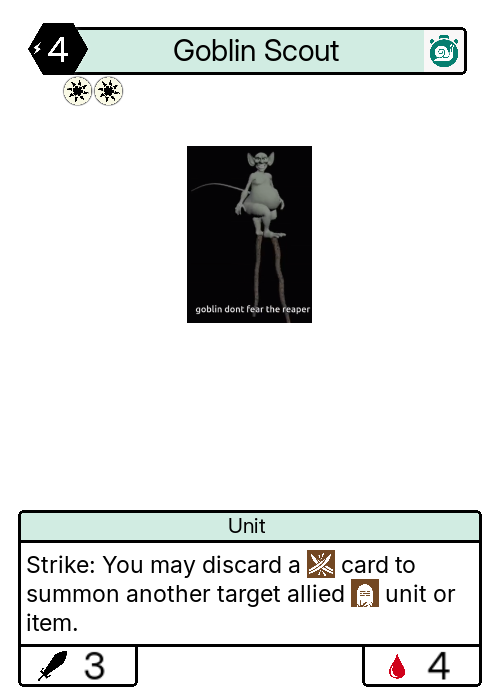 4
Goblin Scout
goblin dont fear the reaper
Unit
Strike: You may discard a card to
summon another target allied unit or
item.
3
4